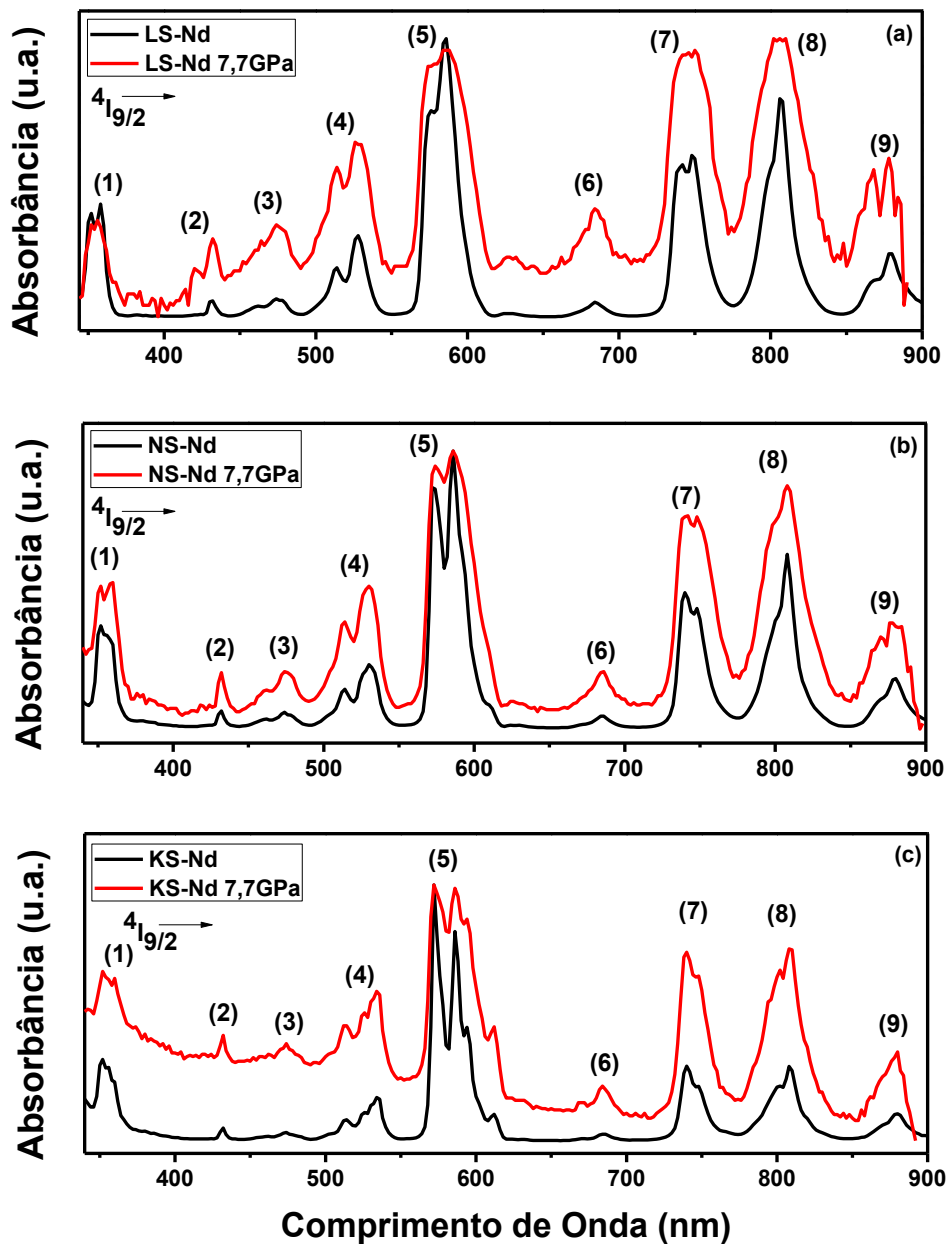 Absorbância (u.a.)
LS-Nd
LS-Nd 7,7GPa
(a)
4I9/2
(1)
(2)
(3)
(4)
(5)
(6)
(7)
(8)
(9)
400 500 600 700 800 900
Absorbância (u.a.)
NS-Nd
NS-Nd 7,7GPa
(b)
4I9/2
(1)
(2)
(3)
(4)
(5)
(6)
(7)
(8)
(9)
400 500 600 700 800 900
Absorbância (u.a.)
KS-Nd
KS-Nd 7,7GPa
(c)
4I9/2
(1)
(2)
(3)
(4)
(5)
(6)
(7)
(8)
(9)
400 500 600 700 800 900
Comprimento de Onda (nm)